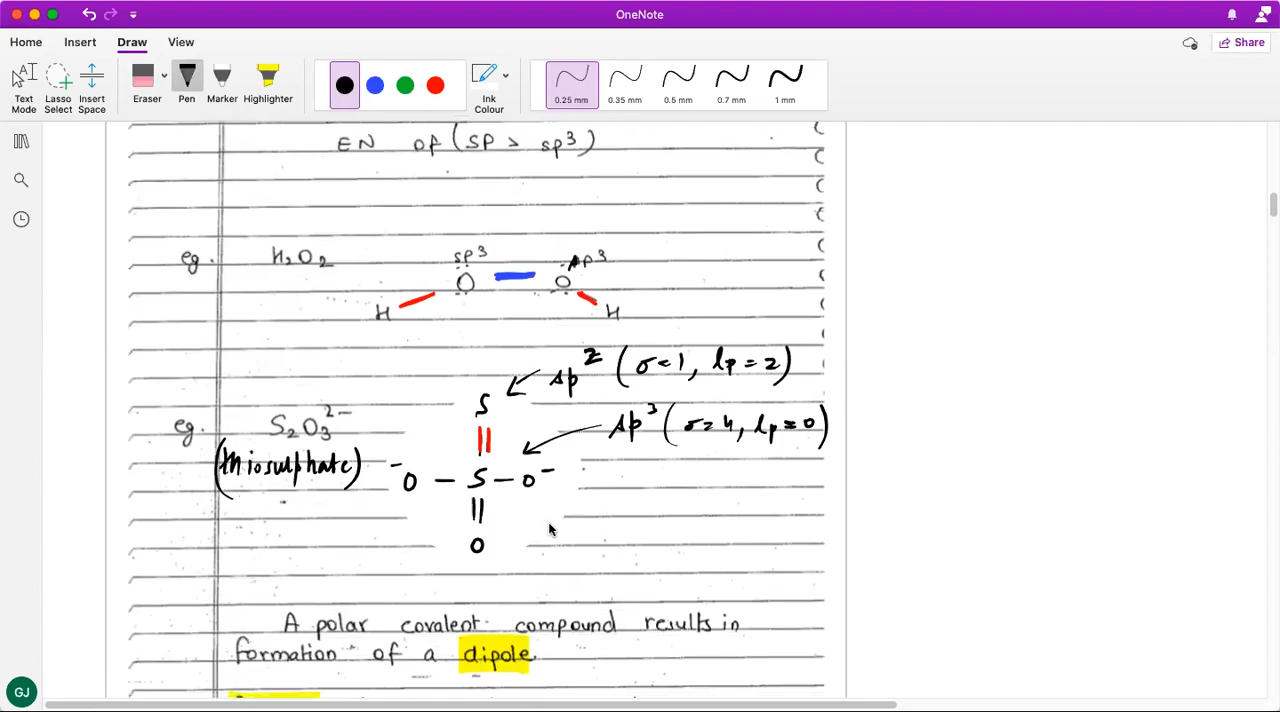 OneNote
Home Insert Draw View
Share
Text Mode
Lasso Select
Insert Space
Eraser
Pen
Marker
Highlighter
Ink Colour
0.25 mm
0.35 mm
0.5 mm
0.7 mm
1 mm
EN of (SP > sp³)
eg. H₂O₂
sp³ sp³
O O
H H
sp² (σ=1, lp=2)
S
sp³ (σ=4, lp=0)
eg. S₂O₃²⁻
(Thiosulphate)
⁻O — S — O⁻
O
A polar covalent compound results in
formation of a dipole
GJ